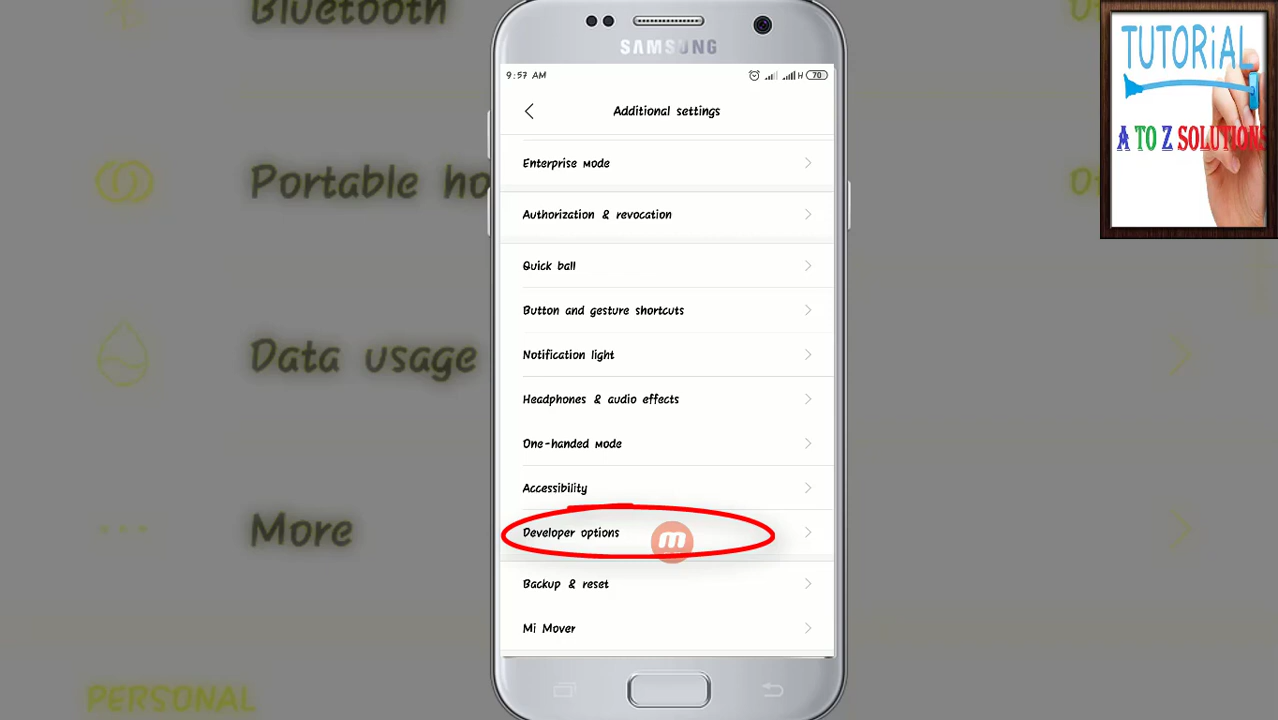 Bluetooth
Portable ho
Data usage
More
PERSONAL
SAMSUNG
9:57 AM
H 70
Additional settings
Enterprise mode
Authorization & revocation
Quick ball
Button and gesture shortcuts
Notification light
Headphones & audio effects
One-handed mode
Accessibility
Developer options
m
Backup & reset
Mi Mover
TUTORiAL
A TO Z SOLUTIONS